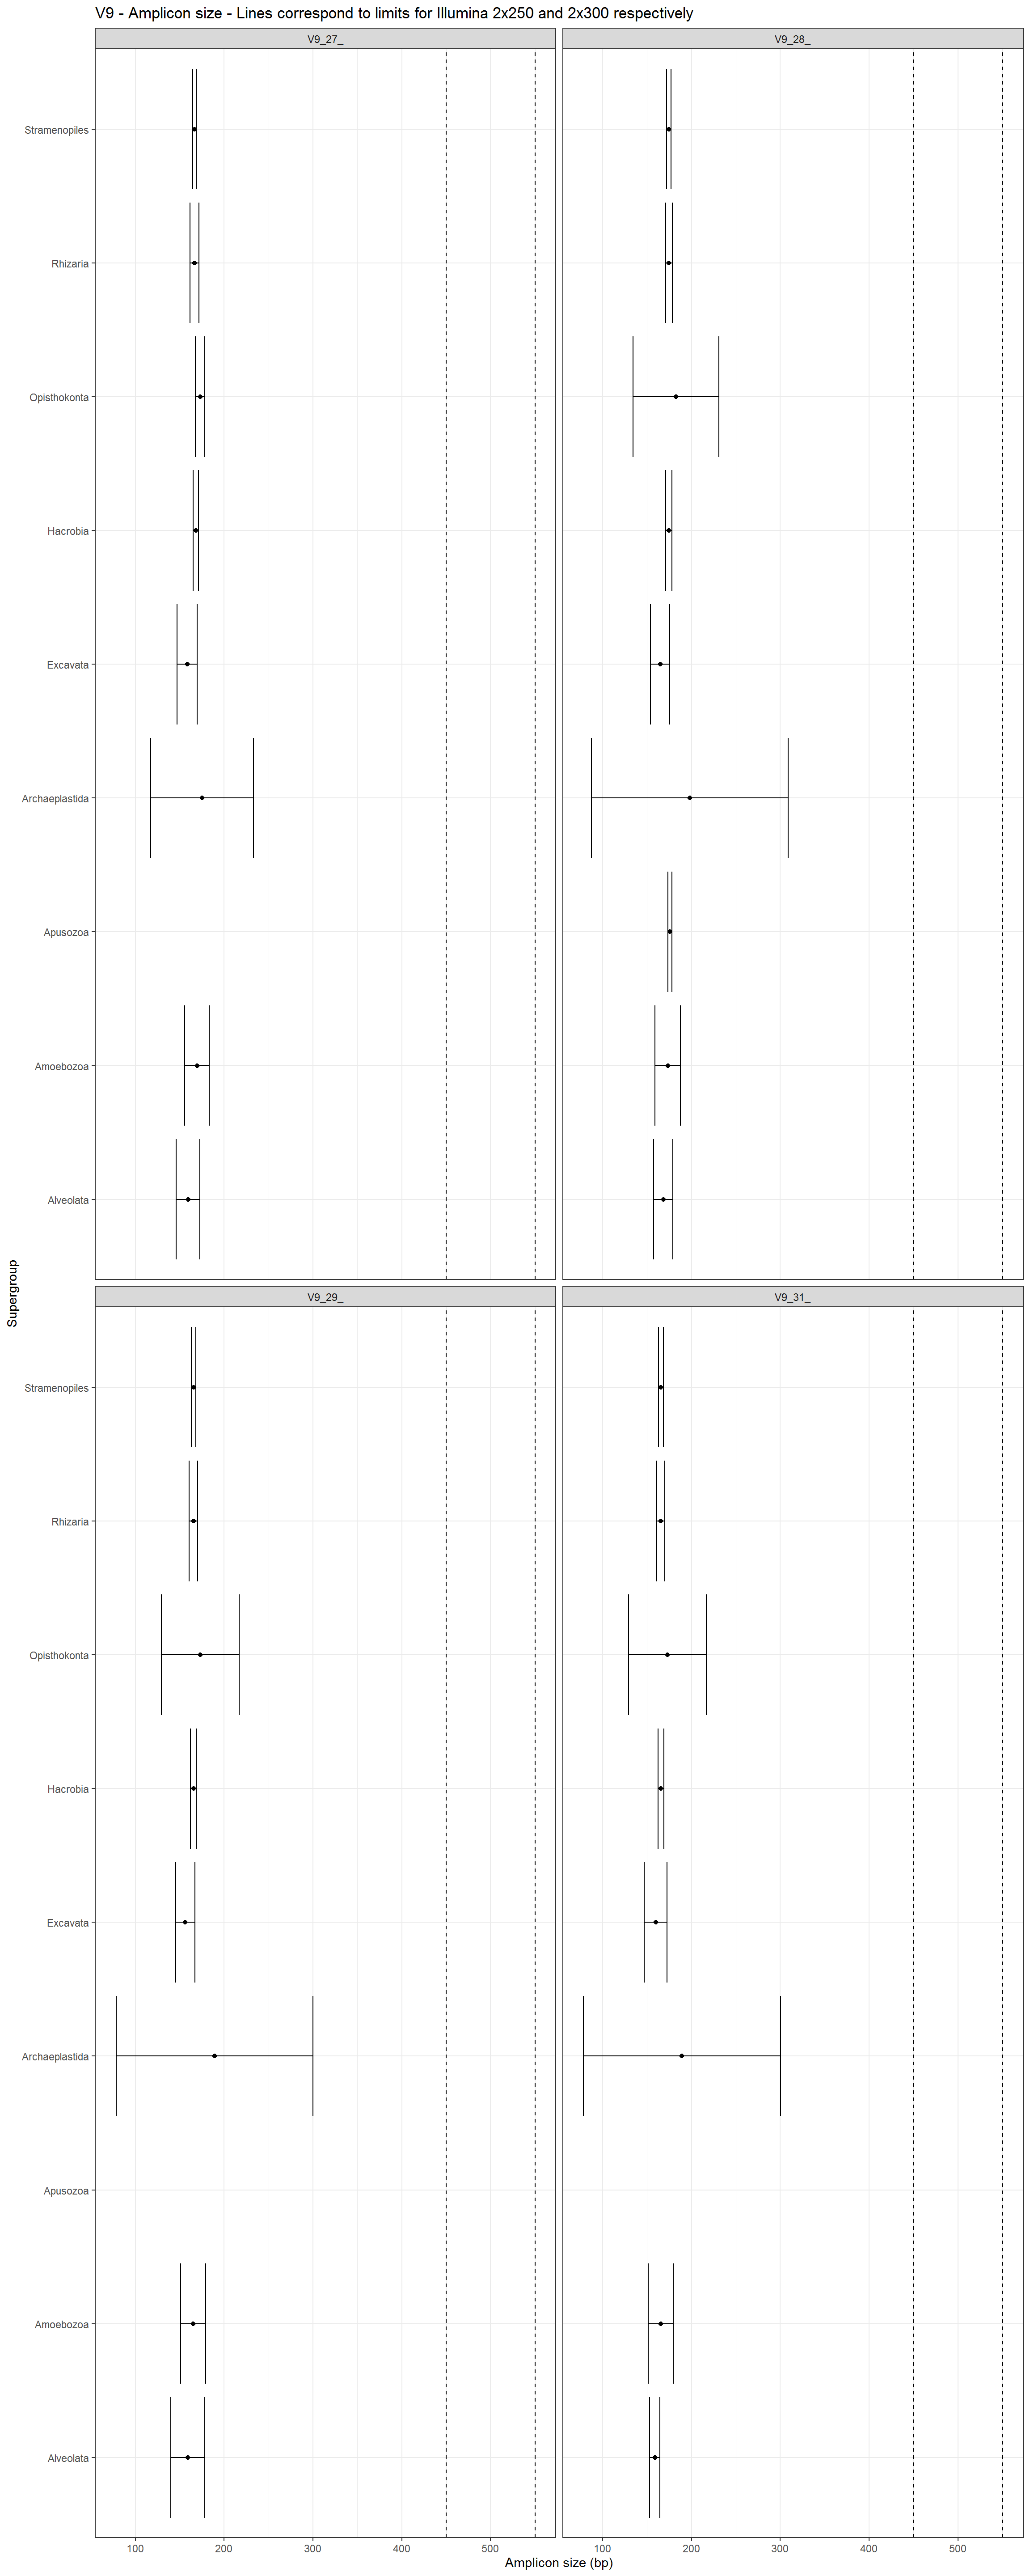 V9 - Amplicon size - Lines correspond to limits for Illumina 2x250 and 2x300 respectively
V9_27_
V9_28_
Stramenopiles
Rhizaria
Opisthokonta
Hacrobia
Excavata
Archaeplastida
Apusozoa
Amoebozoa
Alveolata
Supergroup
V9_29_
V9_31_
Stramenopiles
Rhizaria
Opisthokonta
Hacrobia
Excavata
Archaeplastida
Apusozoa
Amoebozoa
Alveolata
100 200 300 400 500
100 200 300 400 500
Amplicon size (bp)